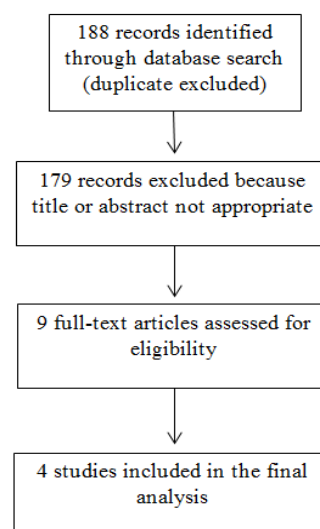 188 records identified
through database search
(duplicate excluded)
179 records excluded because
title or abstract not appropriate
9 full-text articles assessed for
eligibility
4 studies included in the final
analysis